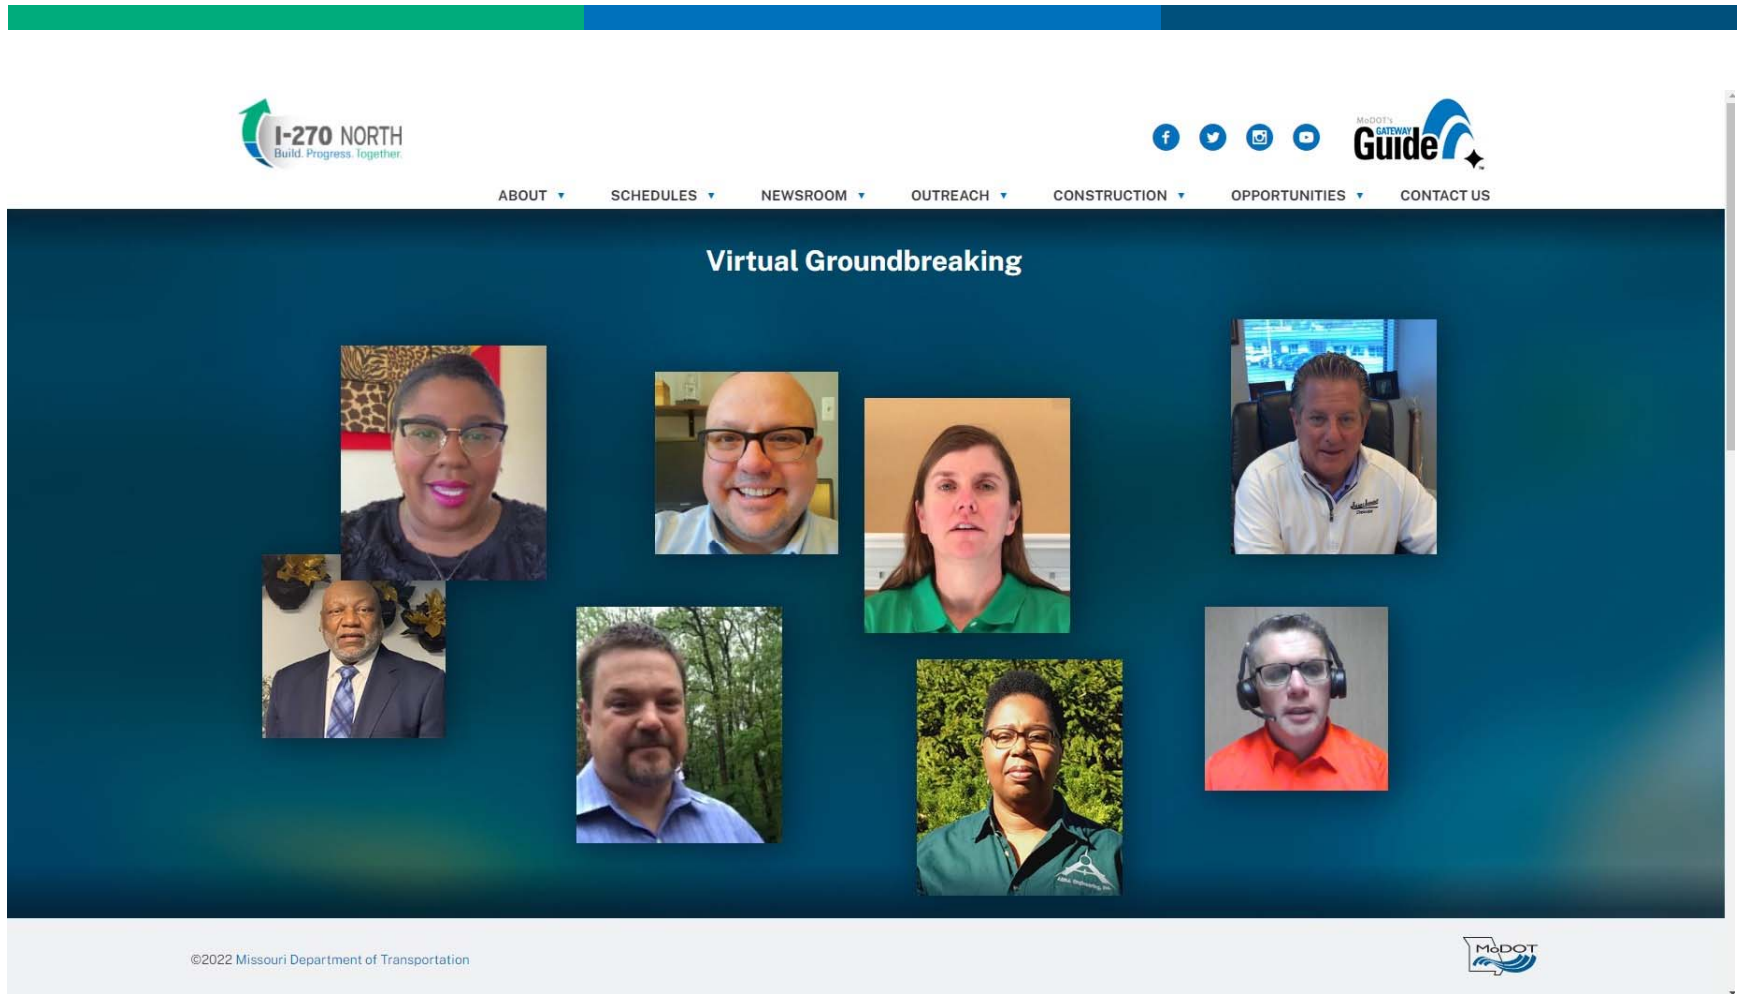 I-270 NORTH
Build. Progress. Together.
MoDOT's
GATEWAY
Guide
ABOUT ▼ SCHEDULES ▼ NEWSROOM ▼ OUTREACH ▼ CONSTRUCTION ▼ OPPORTUNITIES ▼ CONTACT US
Virtual Groundbreaking
©2022 Missouri Department of Transportation
MoDOT